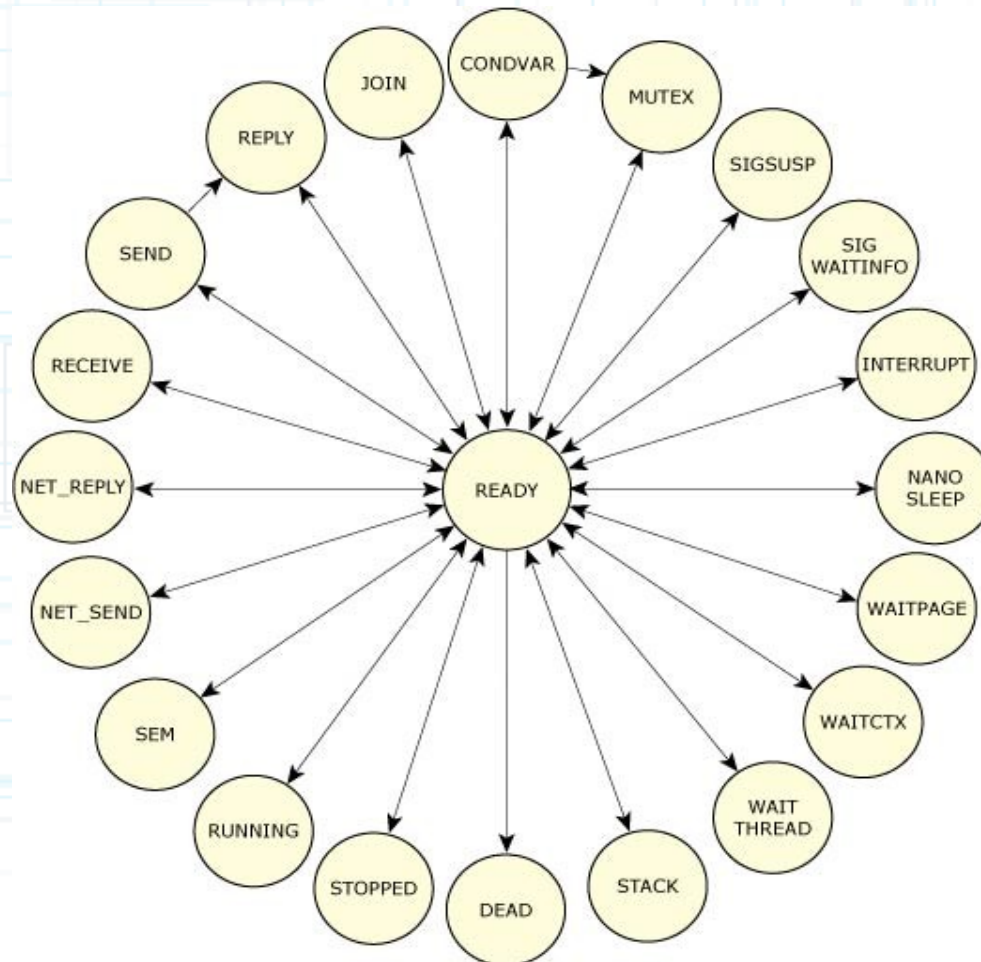 CONDVAR
JOIN
MUTEX
REPLY
SIGSUSP
SEND
SIG
WAITINFO
RECEIVE
INTERRUPT
NET_REPLY
READY
NANO
SLEEP
NET_SEND
WAITPAGE
SEM
WAITCTX
RUNNING
WAIT
THREAD
STOPPED
DEAD
STACK